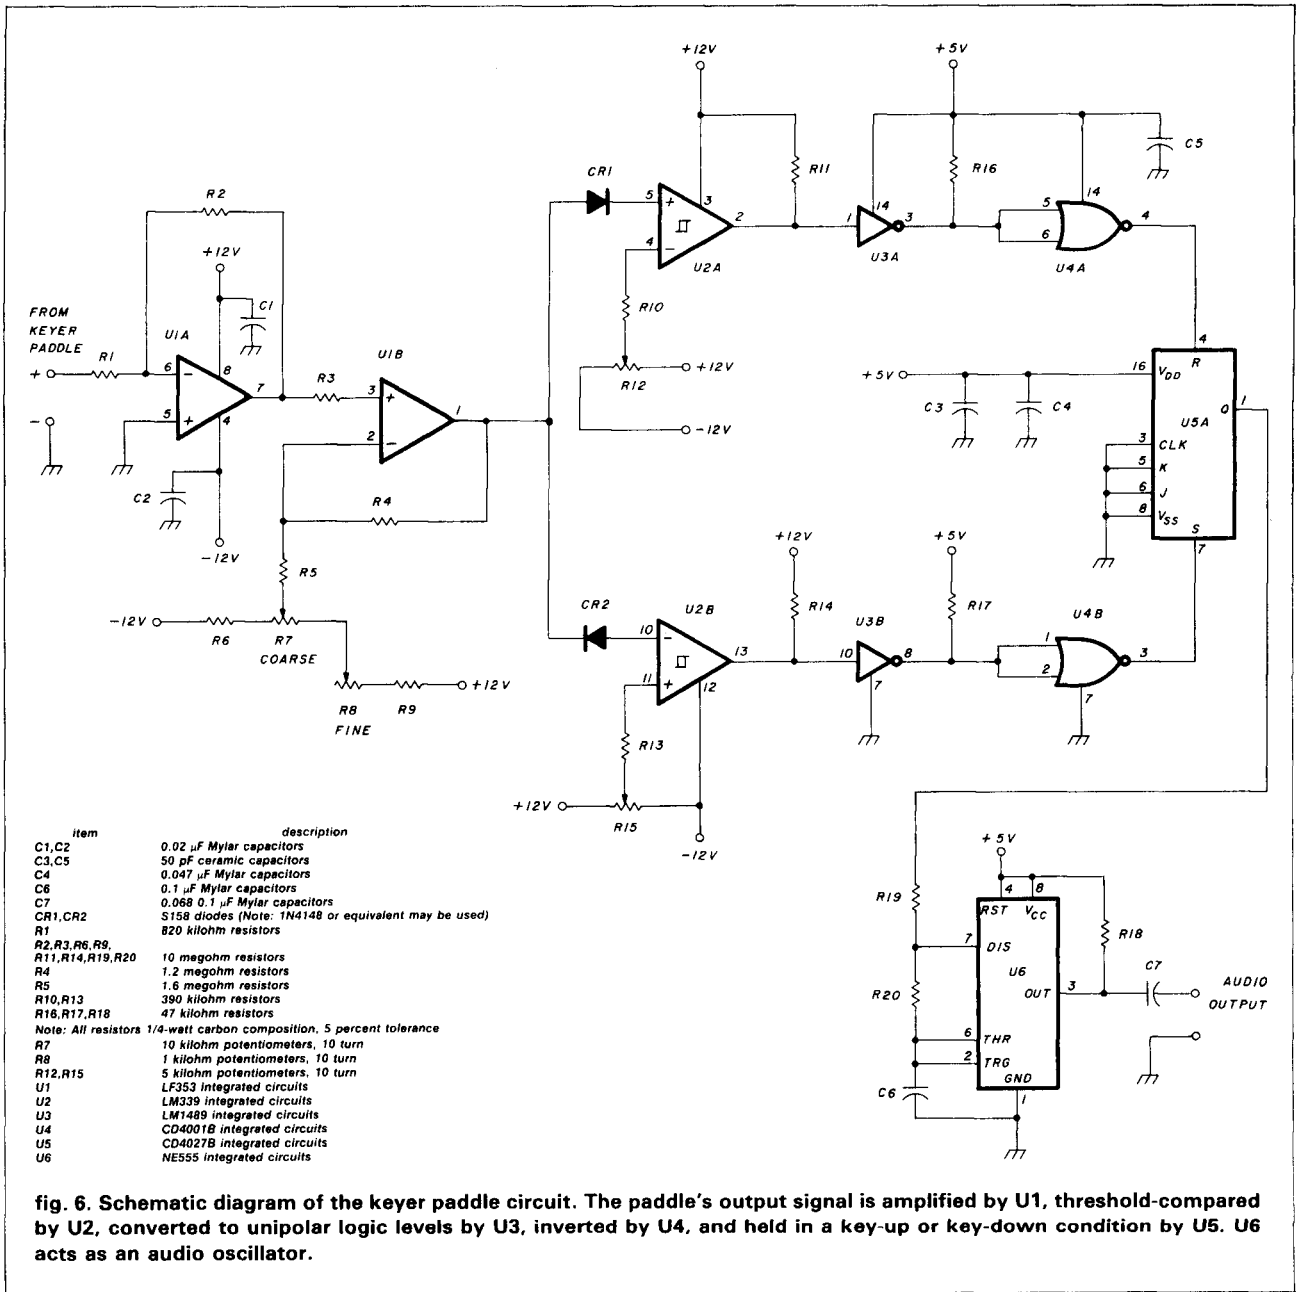 +12V
+5V
C5
CR1
R11
R16
R2
5
+
3
2
1
14
3
5
6
14
4
4
-
U2A
U3A
U4A
+12V
C1
R10
FROM
KEYER
PADDLE
U1A
U1B
R1
+
6
-
8
7
R3
3
+
1
R12
+12V
+5V
16
VDD
4
R
-
5
+
4
2
-
-12V
C3
C4
U5A
Q
1
3
CLK
5
K
6
J
8
VSS
S
7
C2
R4
-12V
R5
+12V
+5V
CR2
U2B
R14
U3B
R17
U4B
-12V
R6
R7
COARSE
10
-
13
10
8
1
2
3
11
+
12
7
7
R8
FINE
R9
+12V
R13
+12V
R15
-12V
+5V
4
8
RST
VCC
R19
7
DIS
U6
R18
C7
OUT
3
AUDIO
OUTPUT
R20
6
THR
2
TRG
GND
1
C6
item description
C1,C2 0.02 μF Mylar capacitors
C3,C5 50 pF ceramic capacitors
C4 0.047 μF Mylar capacitors
C6 0.1 μF Mylar capacitors
C7 0.068 0.1 μF Mylar capacitors
CR1,CR2 S158 diodes (Note: 1N4148 or equivalent may be used)
R1 820 kilohm resistors
R2,R3,R6,R9,
R11,R14,R19,R20 10 megohm resistors
R4 1.2 megohm resistors
R5 1.6 megohm resistors
R10,R13 390 kilohm resistors
R16,R17,R18 47 kilohm resistors
Note: All resistors 1/4-watt carbon composition, 5 percent tolerance
R7 10 kilohm potentiometers, 10 turn
R8 1 kilohm potentiometers, 10 turn
R12,R15 5 kilohm potentiometers, 10 turn
U1 LF353 integrated circuits
U2 LM339 integrated circuits
U3 LM1489 integrated circuits
U4 CD4001B integrated circuits
U5 CD4027B integrated circuits
U6 NE555 integrated circuits
fig. 6. Schematic diagram of the keyer paddle circuit. The paddle's output signal is amplified by U1, threshold-compared
by U2, converted to unipolar logic levels by U3, inverted by U4, and held in a key-up or key-down condition by U5. U6
acts as an audio oscillator.